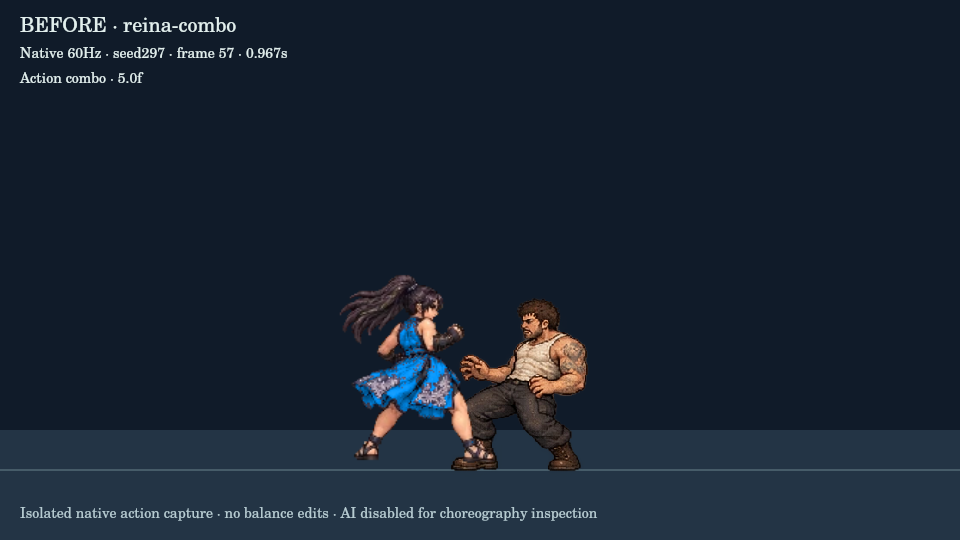 BEFORE · reina-combo
Native 60Hz · seed297 · frame 57 · 0.967s
Action combo · 5.0f
Isolated native action capture · no balance edits · AI disabled for choreography inspection